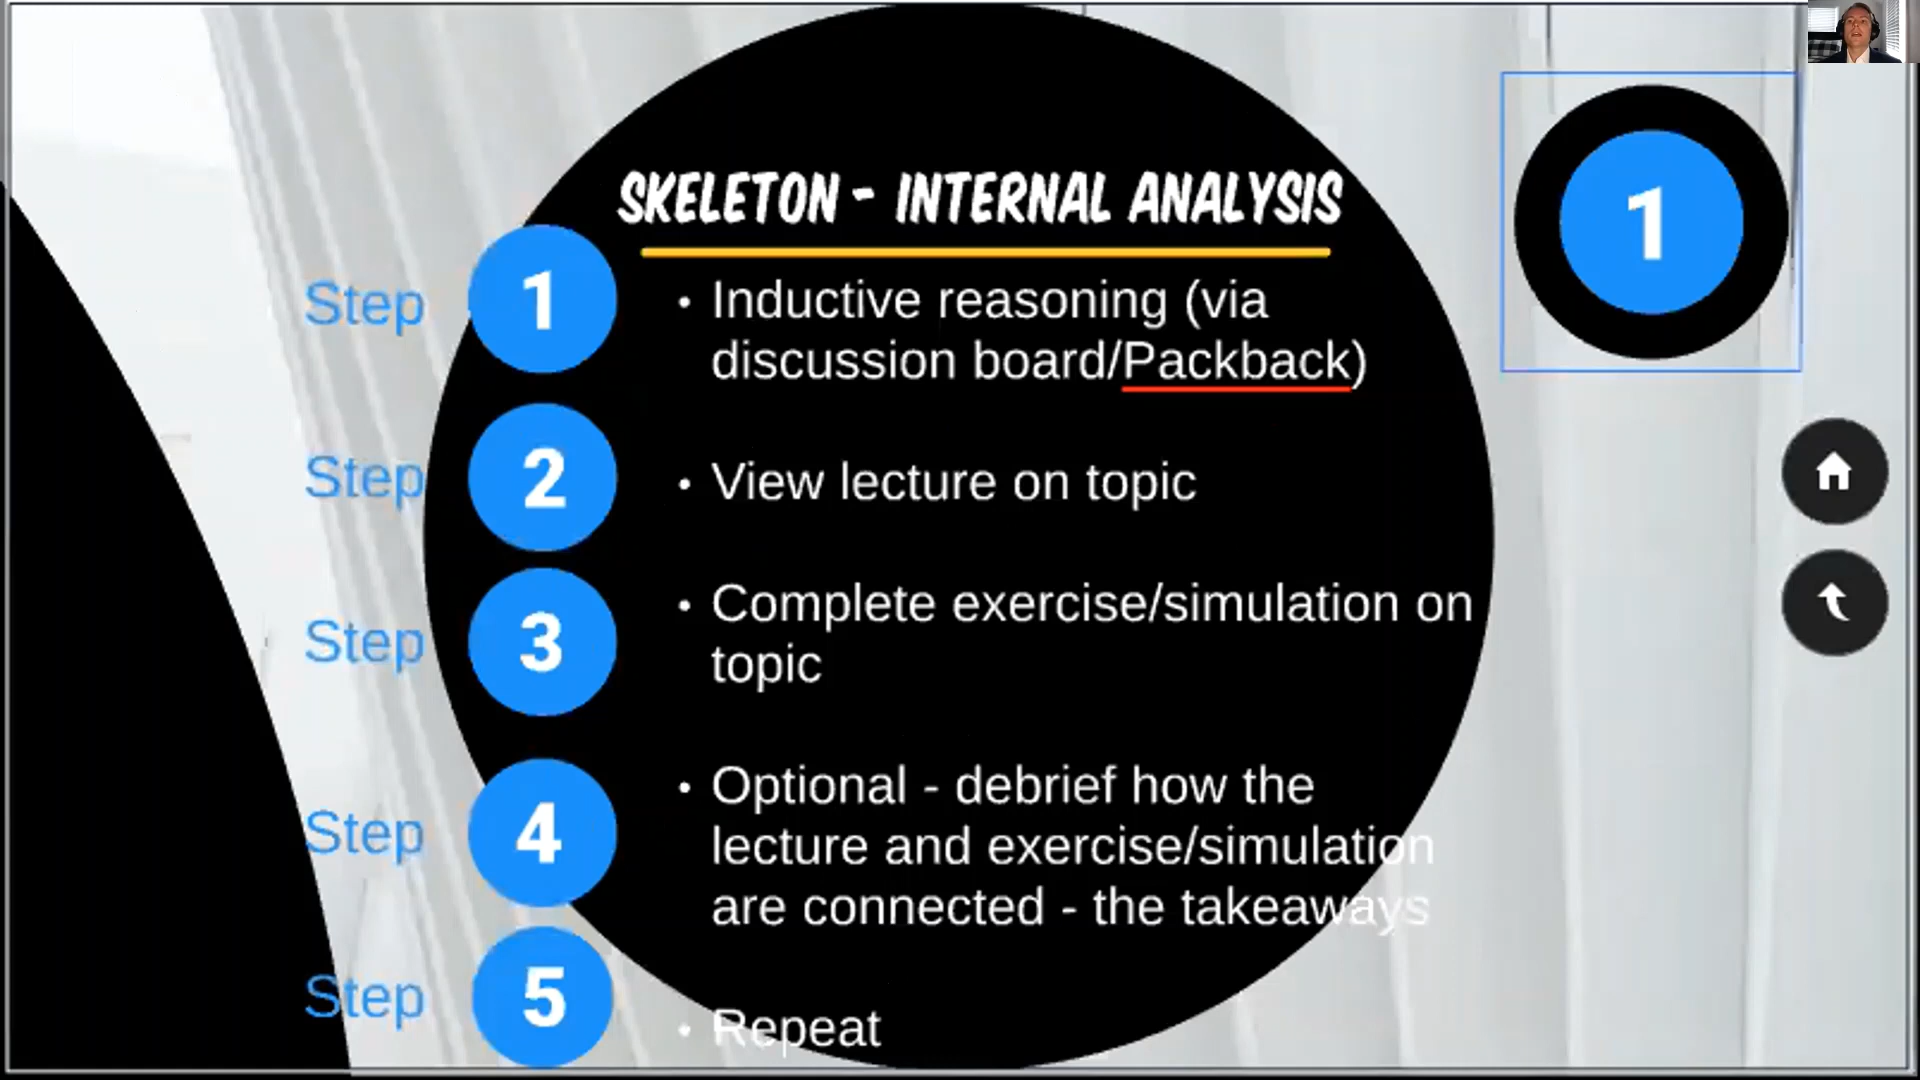 SKELETON - INTERNAL ANALYSIS
1
Step 1
• Inductive reasoning (via
discussion board/Packback)
Step 2
• View lecture on topic
Step 3
• Complete exercise/simulation on
topic
Step 4
• Optional - debrief how the
lecture and exercise/simulation
are connected - the takeaways
Step 5
• Repeat